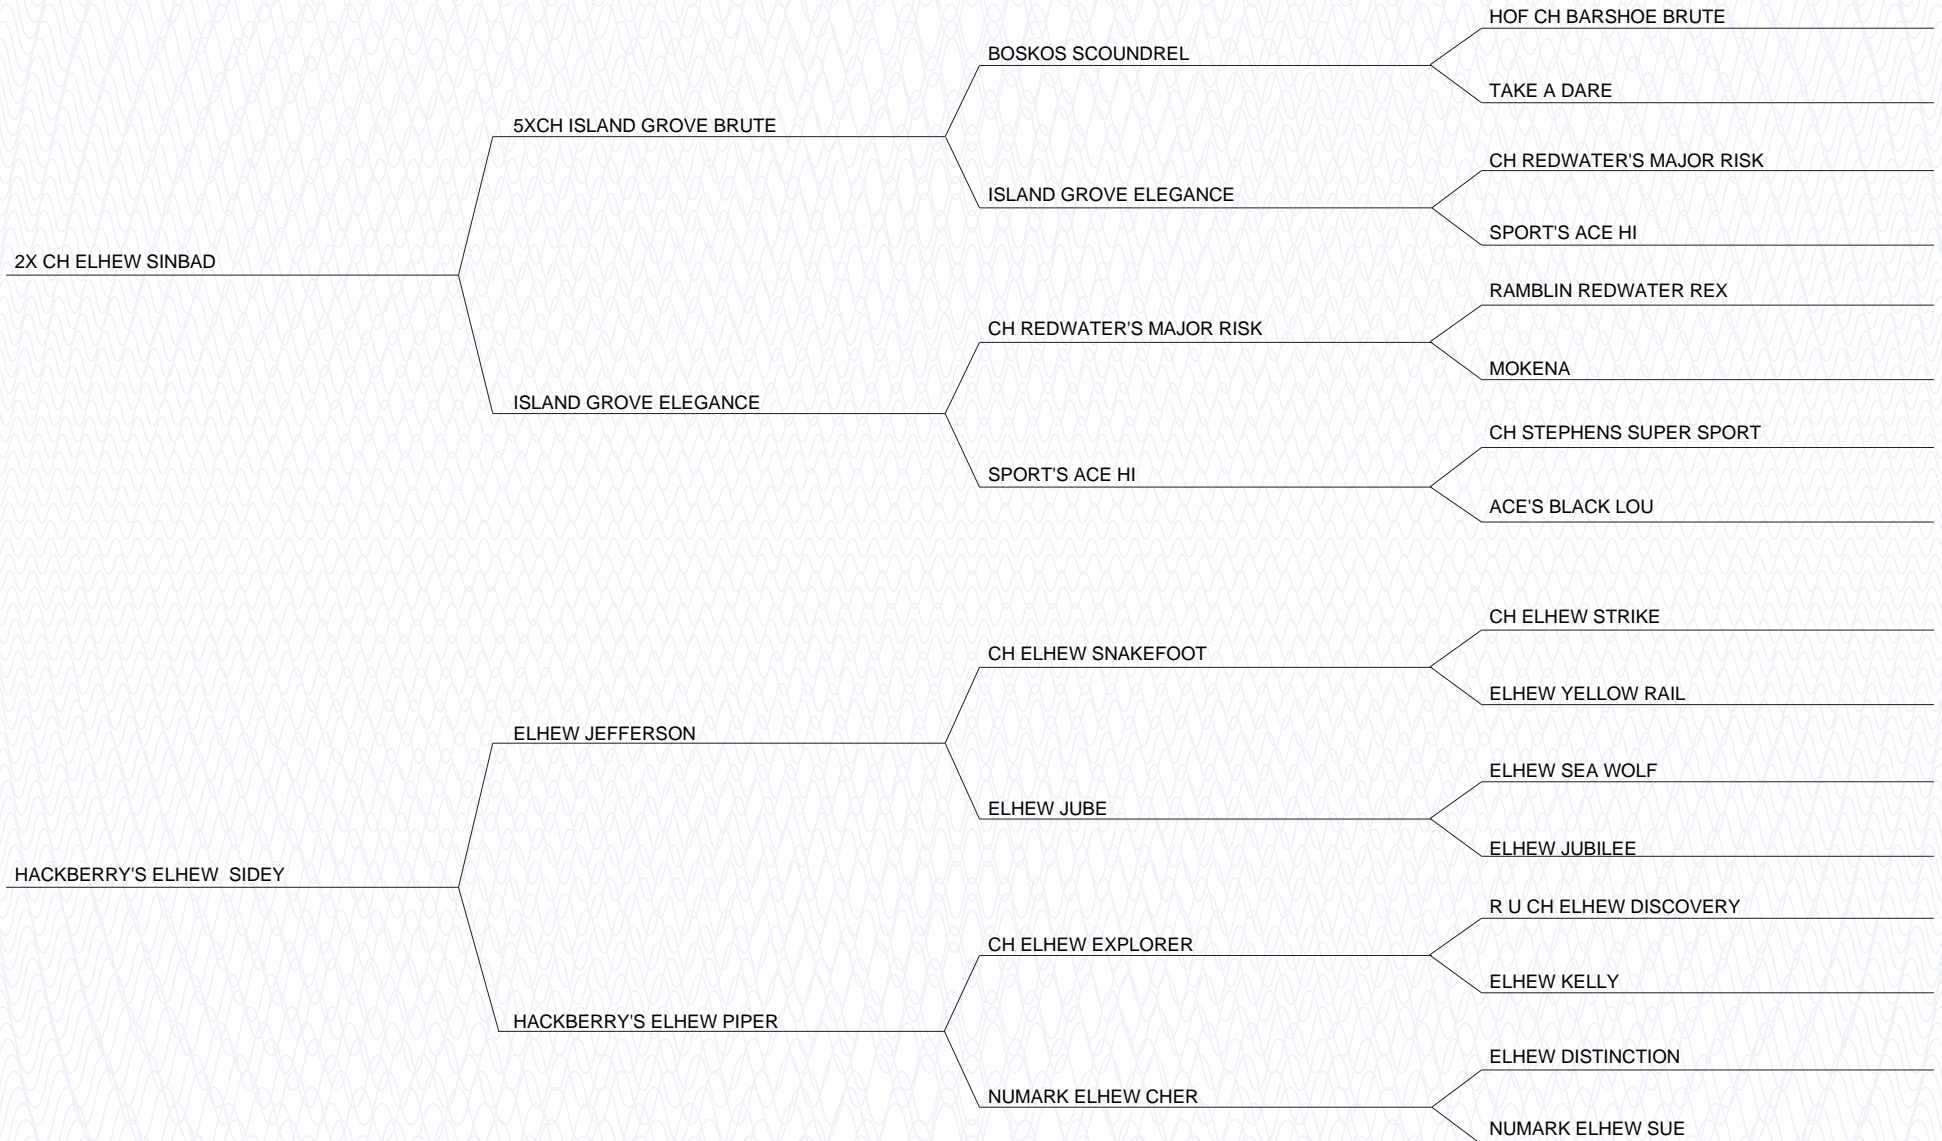 HOF CH BARSHOE BRUTE
BOSKOS SCOUNDREL
TAKE A DARE
5XCH ISLAND GROVE BRUTE
CH REDWATER'S MAJOR RISK
ISLAND GROVE ELEGANCE
SPORT'S ACE HI
2X CH ELHEW SINBAD
RAMBLIN REDWATER REX
CH REDWATER'S MAJOR RISK
MOKENA
ISLAND GROVE ELEGANCE
CH STEPHENS SUPER SPORT
SPORT'S ACE HI
ACE'S BLACK LOU
CH ELHEW STRIKE
CH ELHEW SNAKEFOOT
ELHEW YELLOW RAIL
ELHEW JEFFERSON
ELHEW SEA WOLF
ELHEW JUBE
ELHEW JUBILEE
HACKBERRY'S ELHEW  SIDEY
R U CH ELHEW DISCOVERY
CH ELHEW EXPLORER
ELHEW KELLY
HACKBERRY'S ELHEW PIPER
ELHEW DISTINCTION
NUMARK ELHEW CHER
NUMARK ELHEW SUE